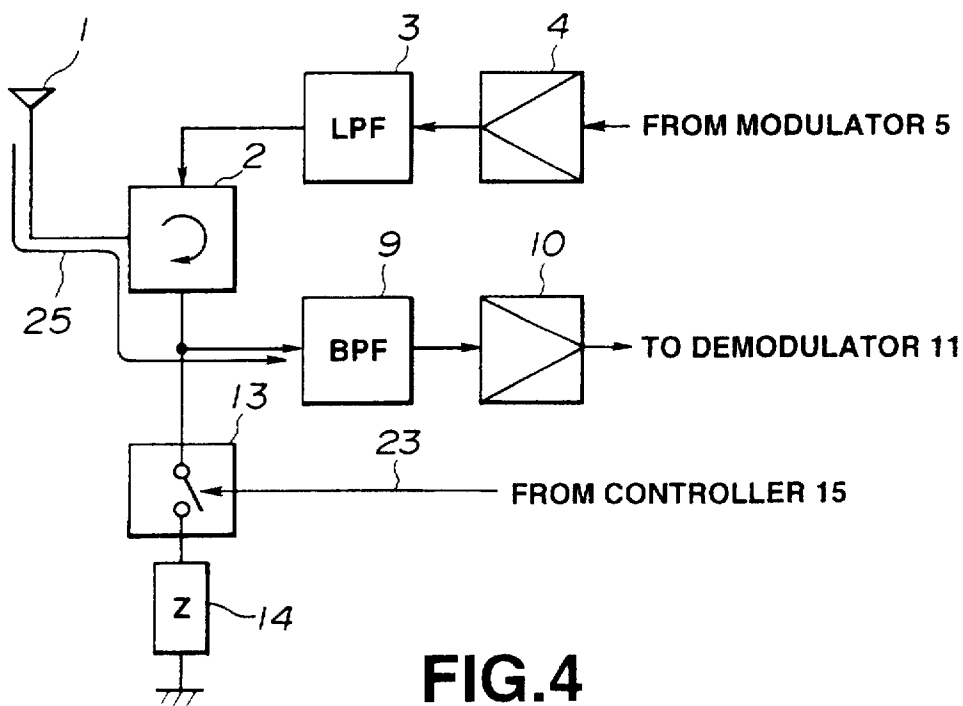 1
3
4
LPF
FROM MODULATOR 5
2
25
9
10
BPF
TO DEMODULATOR 11
13
23
FROM CONTROLLER 15
Z
14
FIG.4